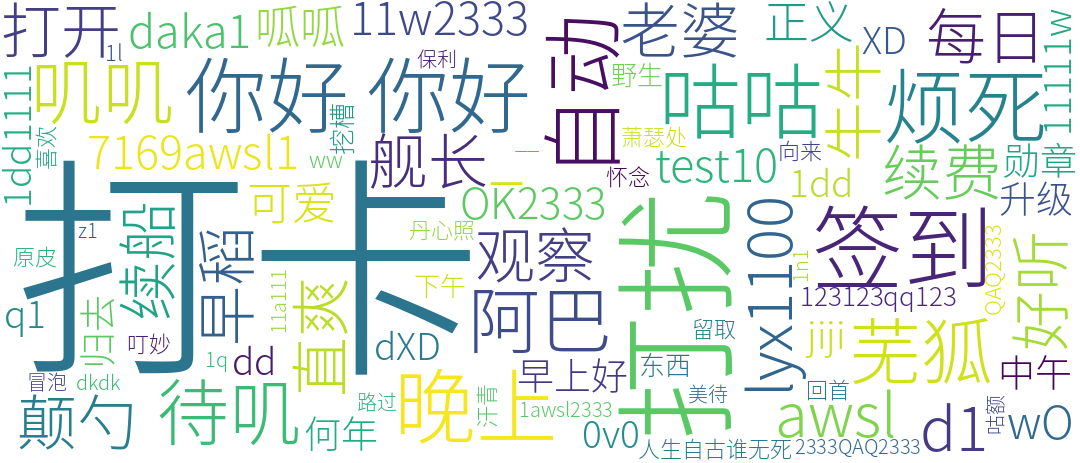 打开
1l
daka1
呱呱
11w2333
保利
老婆
正义
XD
每日
11111w
叽叽
你好
你好
自动
野生
咕咕
牛牛
烦死
1dd11111
喜欢
7169awsl1
ww
挖槽
舰长
一
萧瑟处
怀念
test10
向来
1dd
续费
勋章
升级
打卡
z1
原皮
续船
早稻
可爱
OK2333
丹心照
观察
打扰
lyx1100
签到
1n1
QAQ2333
好听
123123qq123
q1
归去
叮妙
11a111
直爽
下午
阿巴
dXD
留取
jiji
芜狐
中午
1q
dd
冒泡
dkdk
待叽
晚上
早上好
东西
美待
回首
颠勺
何年
路过
汗青
1awsl2333
0v0
人生自古谁无死
awsl
2333QAQ2333
d1
咕额
wO